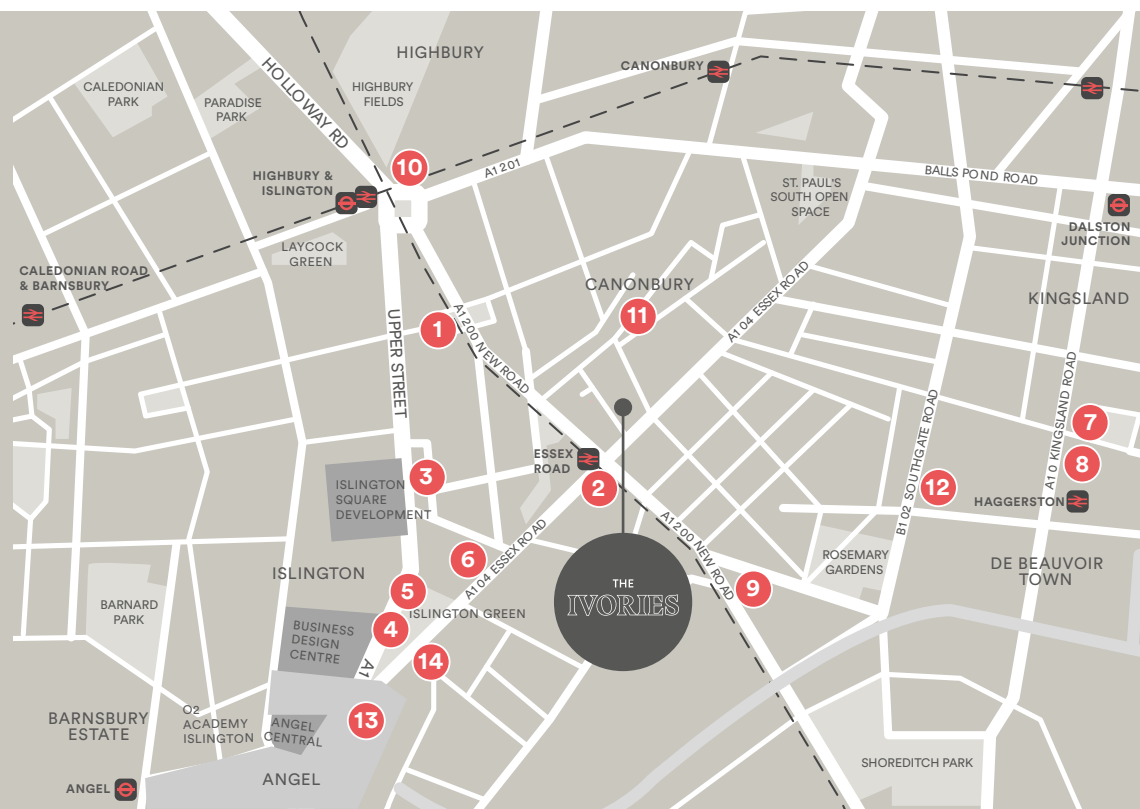 HIGHBURY
CANONBURY
HOLLOWAY RD
CALEDONIAN
PARK
HIGHBURY
FIELDS
PARADISE
PARK
10
A1201
BALLS POND ROAD
HIGHBURY &
ISLINGTON
ST. PAUL'S
SOUTH OPEN
SPACE
DALSTON
JUNCTION
LAYCOCK
GREEN
CALEDONIAN ROAD
& BARNSBURY
CANONBURY
11
A104 ESSEX ROAD
KINGSLAND
1
A1200 NEW ROAD
UPPER STREET
A10 KINGSLAND ROAD
B102 SOUTHGATE ROAD
7
8
ESSEX
ROAD
2
3
ISLINGTON
SQUARE
DEVELOPMENT
12
HAGGERSTON
A1200 NEW ROAD
A104 ESSEX ROAD
6
ISLINGTON
ROSEMARY
GARDENS
DE BEAUVOIR
TOWN
THE
IVORIES
9
5
ISLINGTON GREEN
BARNARD
PARK
4
BUSINESS
DESIGN
CENTRE
14
A1
13
O2
ACADEMY
ISLINGTON
ANGEL
CENTRAL
BARNSBURY
ESTATE
ANGEL
ANGEL
SHOREDITCH PARK